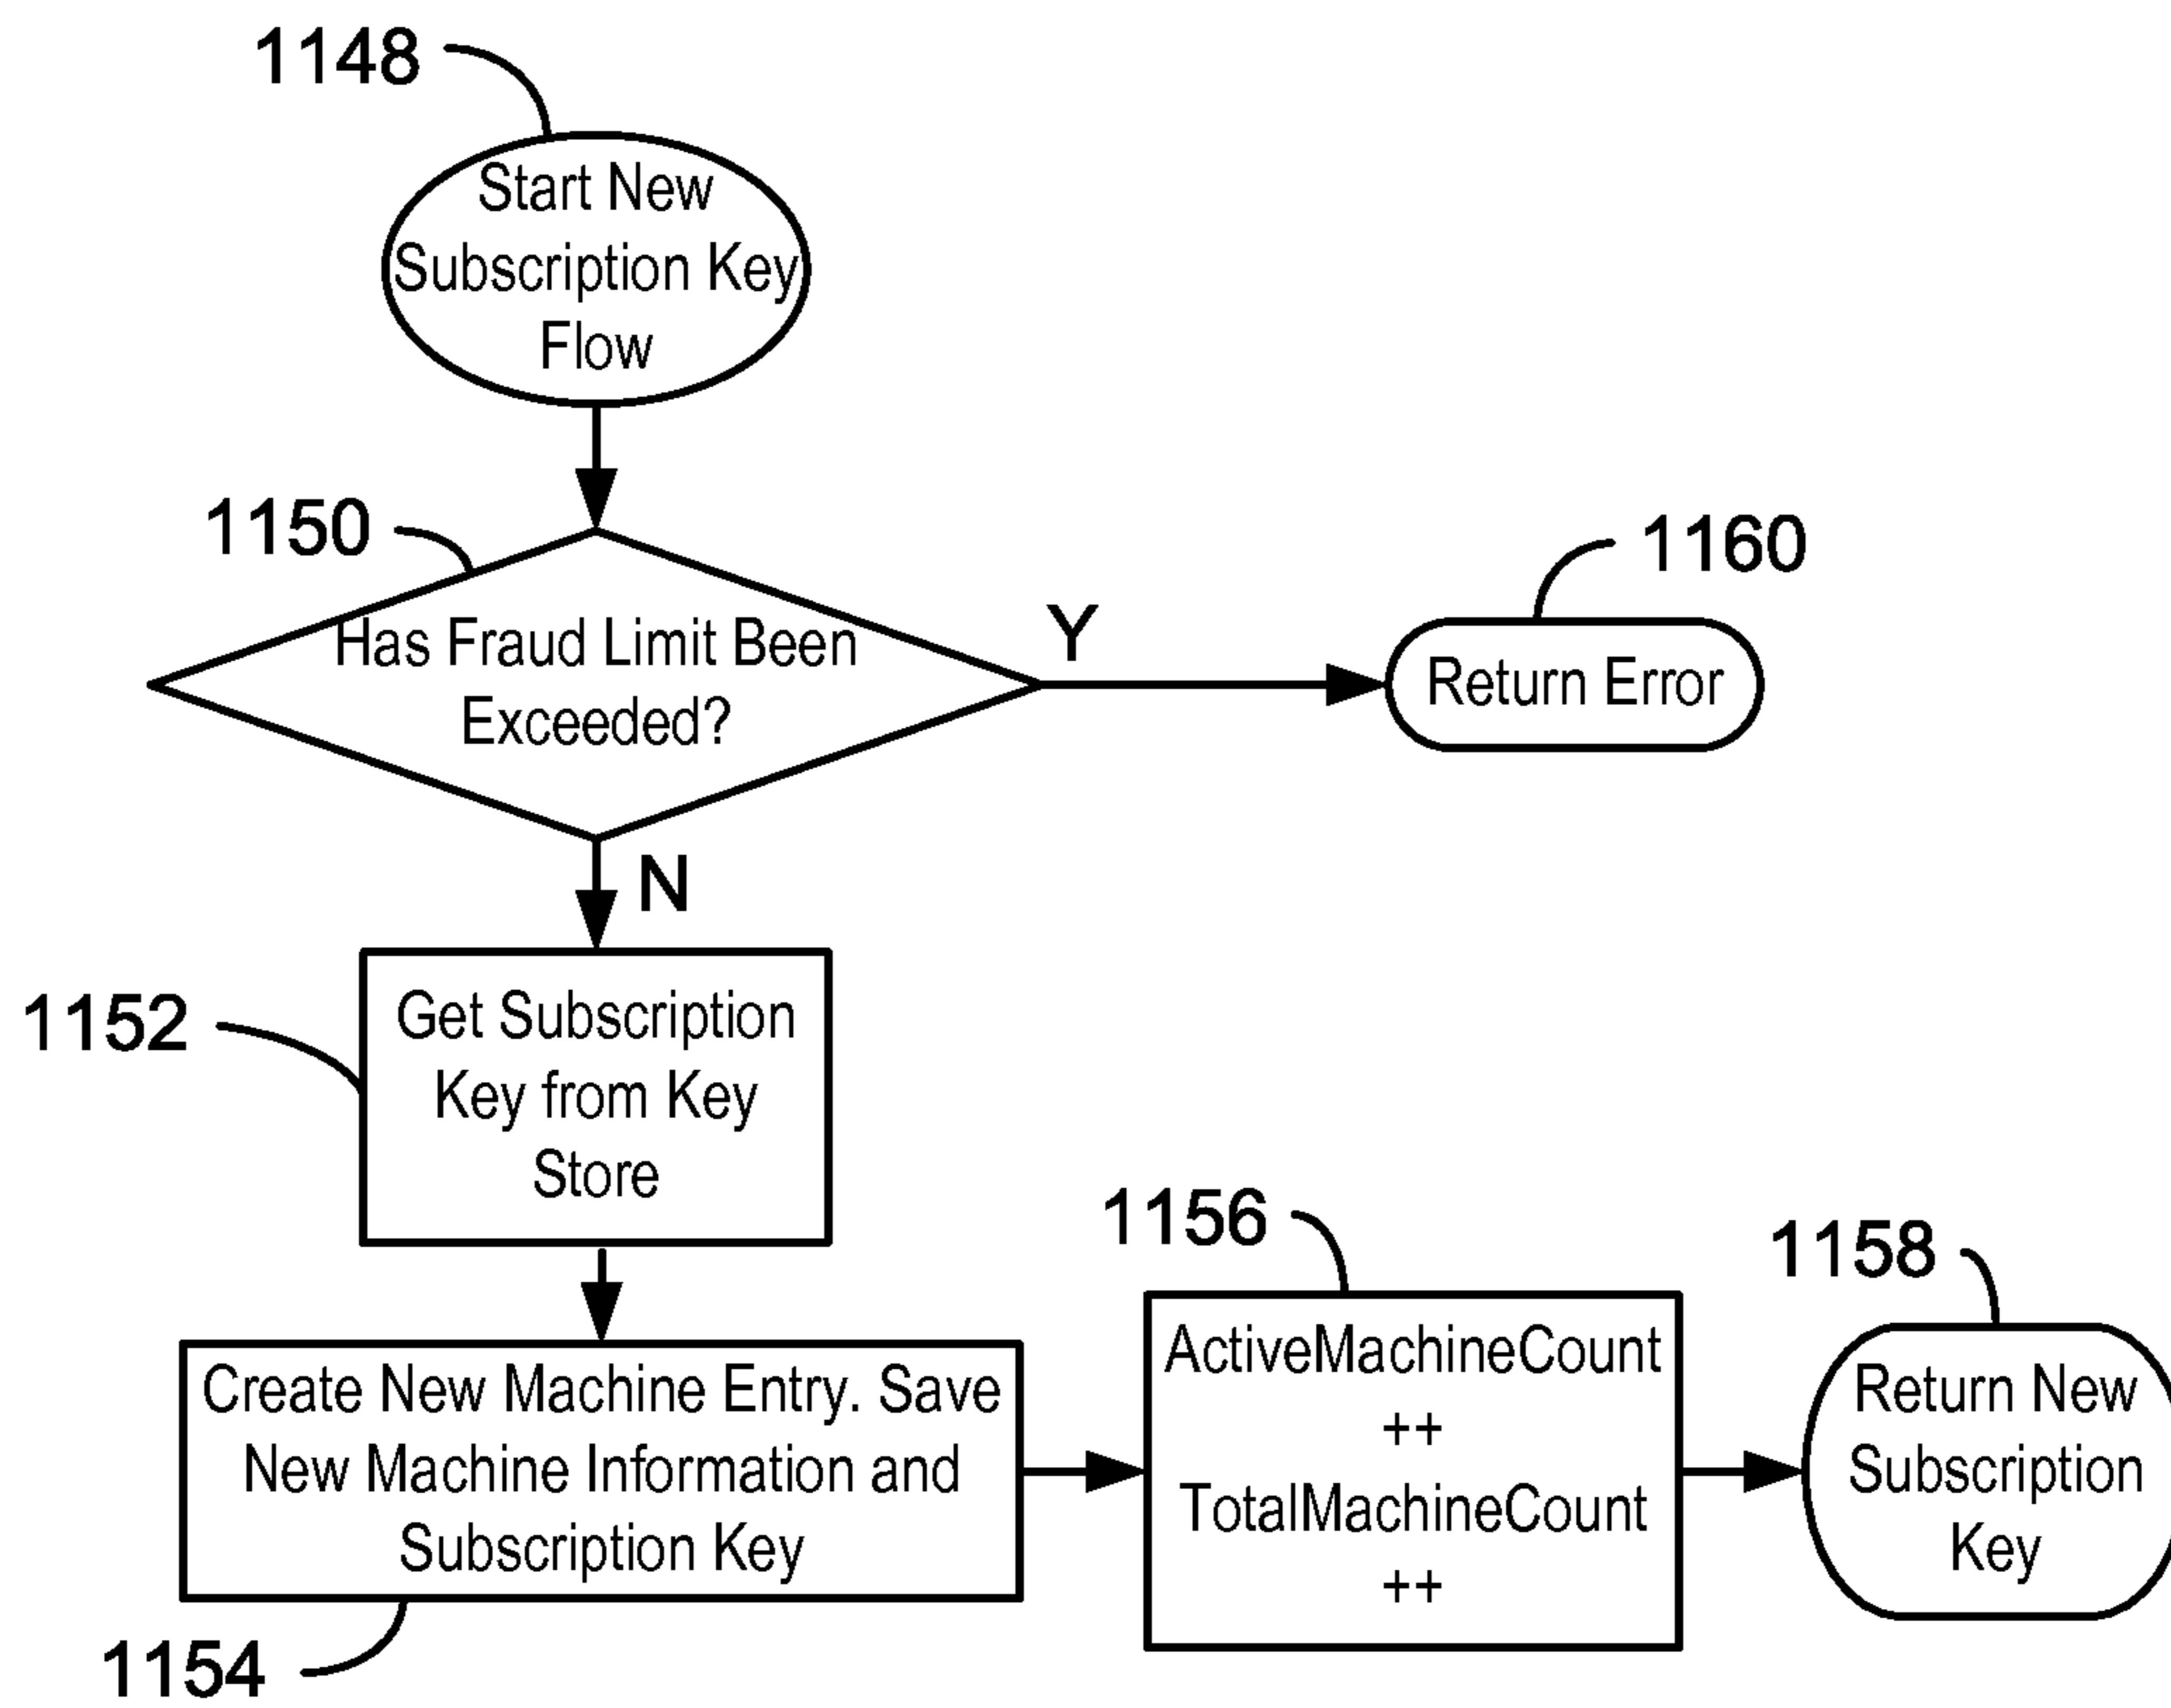 1148
Start New
Subscription Key
Flow
1150
Has Fraud Limit Been
Exceeded?
Y
1160
Return Error
N
1152
Get Subscription
Key from Key
Store
1154
Create New Machine Entry. Save
New Machine Information and
Subscription Key
1156
ActiveMachineCount
++
TotalMachineCount
++
1158
Return New
Subscription
Key